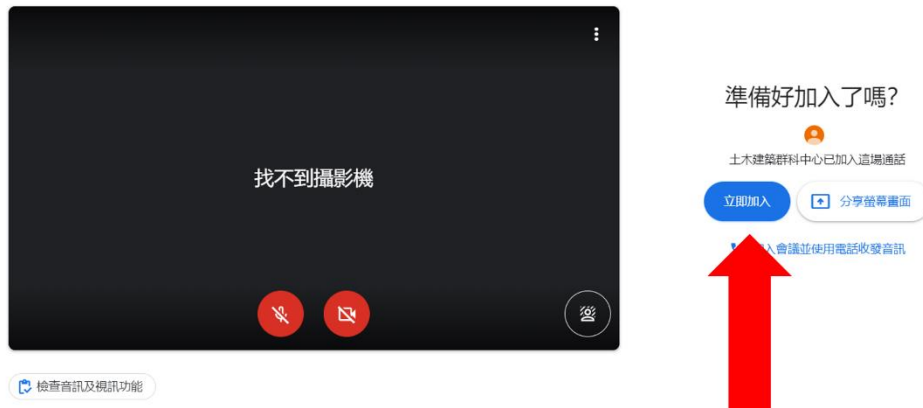 找不到攝影機
檢查音訊及視訊功能
準備好加入了嗎?
土木建築群科中心已加入這場通話
立即加入
分享螢幕畫面
入會議並使用電話收發音訊